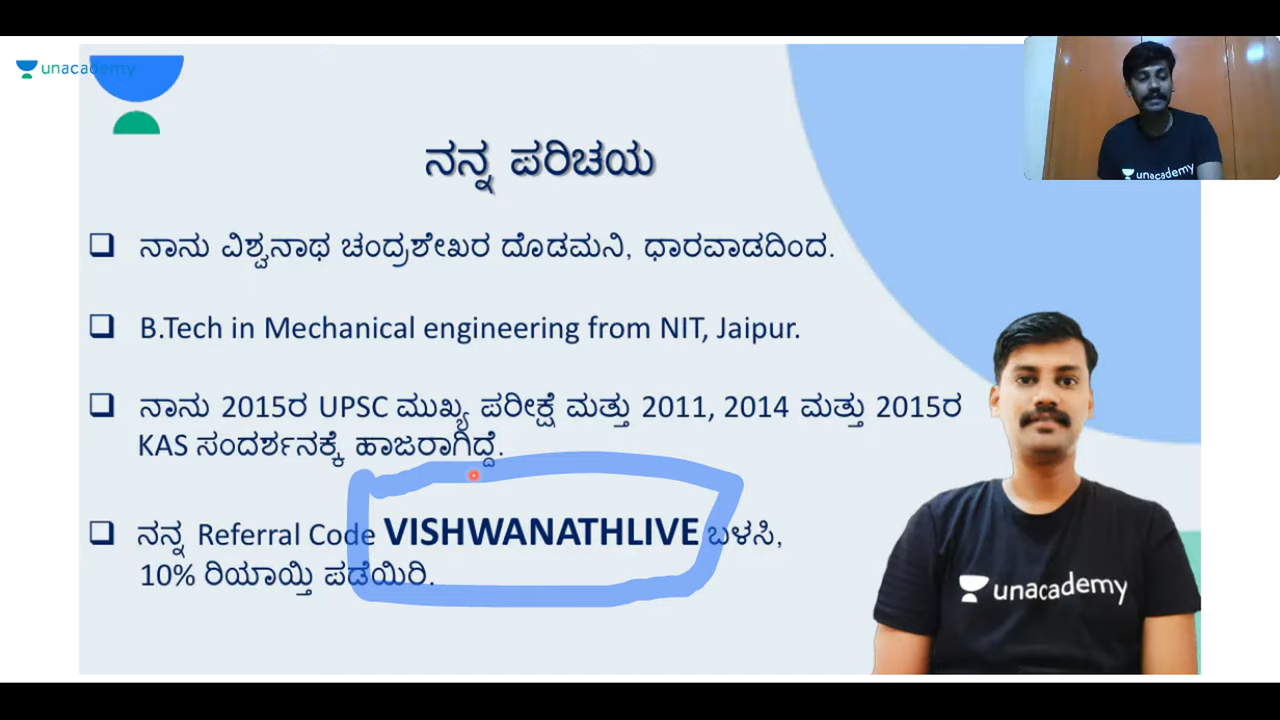 unacademy
unacademy
ನನ್ನ ಪರಿಚಯ
ನಾನು ವಿಶ್ವನಾಥ ಚಂದ್ರಶೇಖರ ದೊಡಮನಿ, ಧಾರವಾಡದಿಂದ.
B.Tech in Mechanical engineering from NIT, Jaipur.
ನಾನು 2015ರ UPSC ಮುಖ್ಯ ಪರೀಕ್ಷೆ ಮತ್ತು 2011, 2014 ಮತ್ತು 2015ರ
KAS ಸಂದರ್ಶನಕ್ಕೆ ಹಾಜರಾಗಿದ್ದೆ.
ನನ್ನ Referral Code VISHWANATHLIVE ಬಳಸಿ,
10% ರಿಯಾಯ್ತಿ ಪಡೆಯಿರಿ.
unacademy